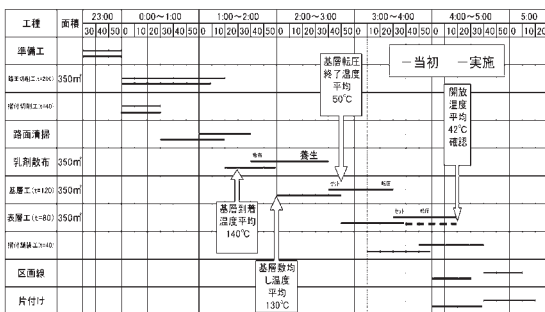 工種 面積 23:00 0:00～1:00 1:00～2:00 2:00～3:00 3:00～4:00 4:00～5:00 5:00
30 40 50 0 10 20 30 40 50 0 10 20 30 40 50 0 10 20 30 40 50 0 10 20 30 40 50 0 10 20 30 40 50 0 10 20
準備工
350㎡
路面清掃
乳剤散布 350㎡
基層工(t=120) 350㎡
表層工(t=80) 350㎡
区画線
片付け
－当初 －実施
基層転圧
終了温度
平均
50℃
開放
温度
平均
42℃
確認
散布 養生
転圧
転圧
基層到着
温度平均
140℃
基層敷均
し温度
平均
130℃